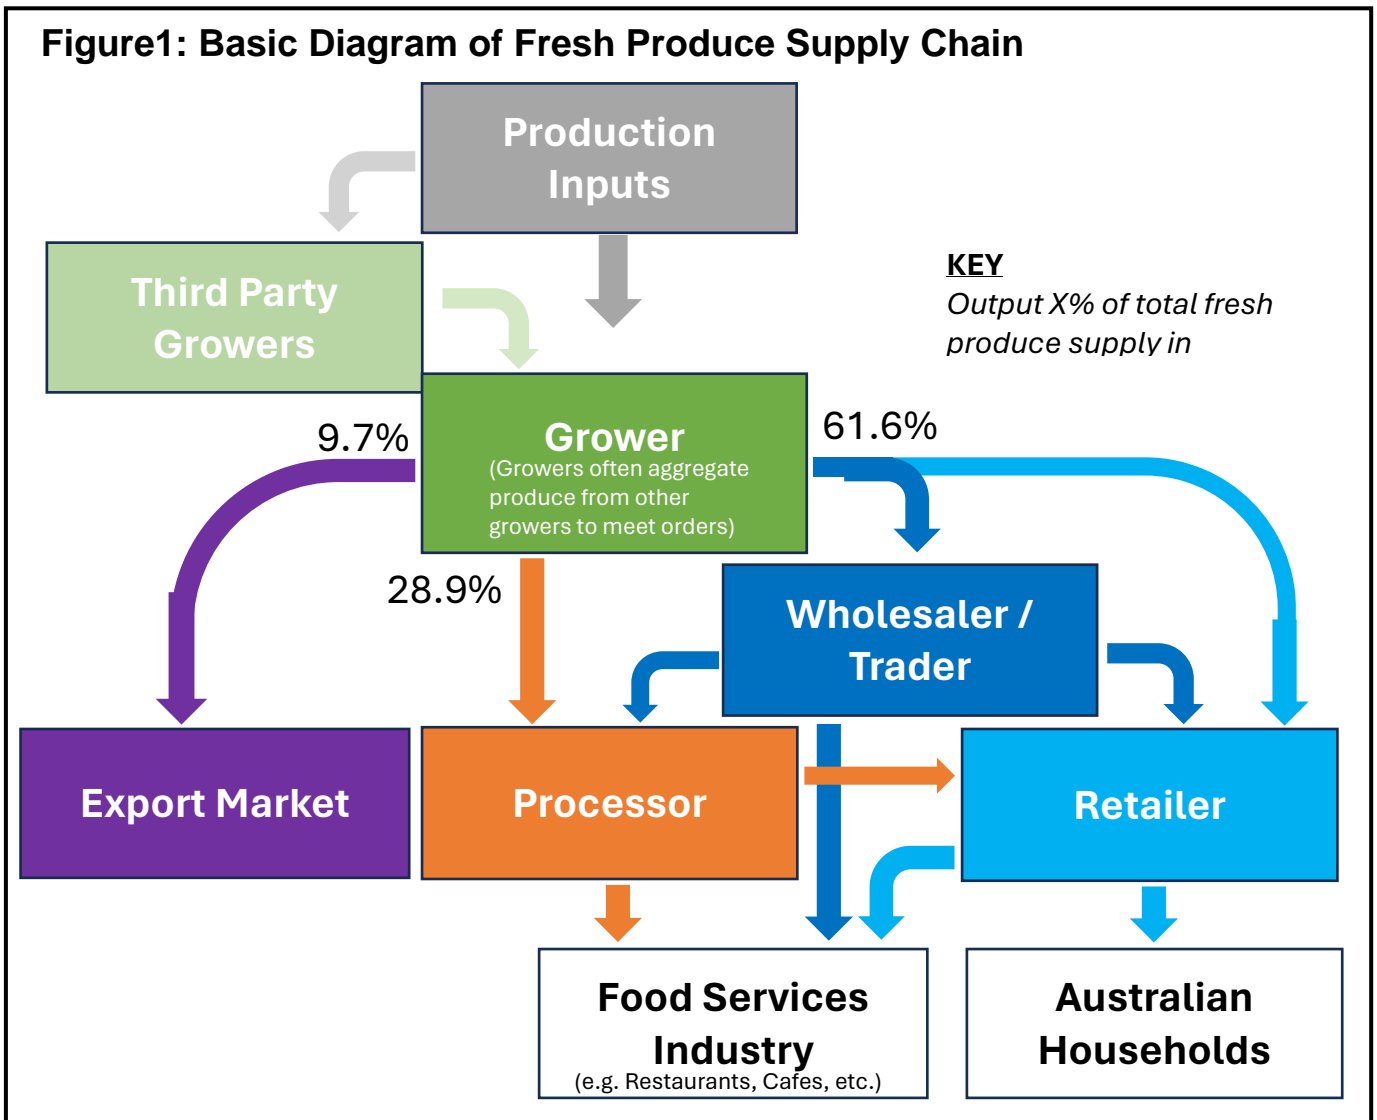 Figure1: Basic Diagram of Fresh Produce Supply Chain
Production
Inputs
Third Party
Growers
KEY
Output X% of total fresh
produce supply in
9.7%
Grower
(Growers often aggregate
produce from other
growers to meet orders)
61.6%
28.9%
Wholesaler /
Trader
Export Market
Processor
Retailer
Food Services
Industry
(e.g. Restaurants, Cafes, etc.)
Australian
Households